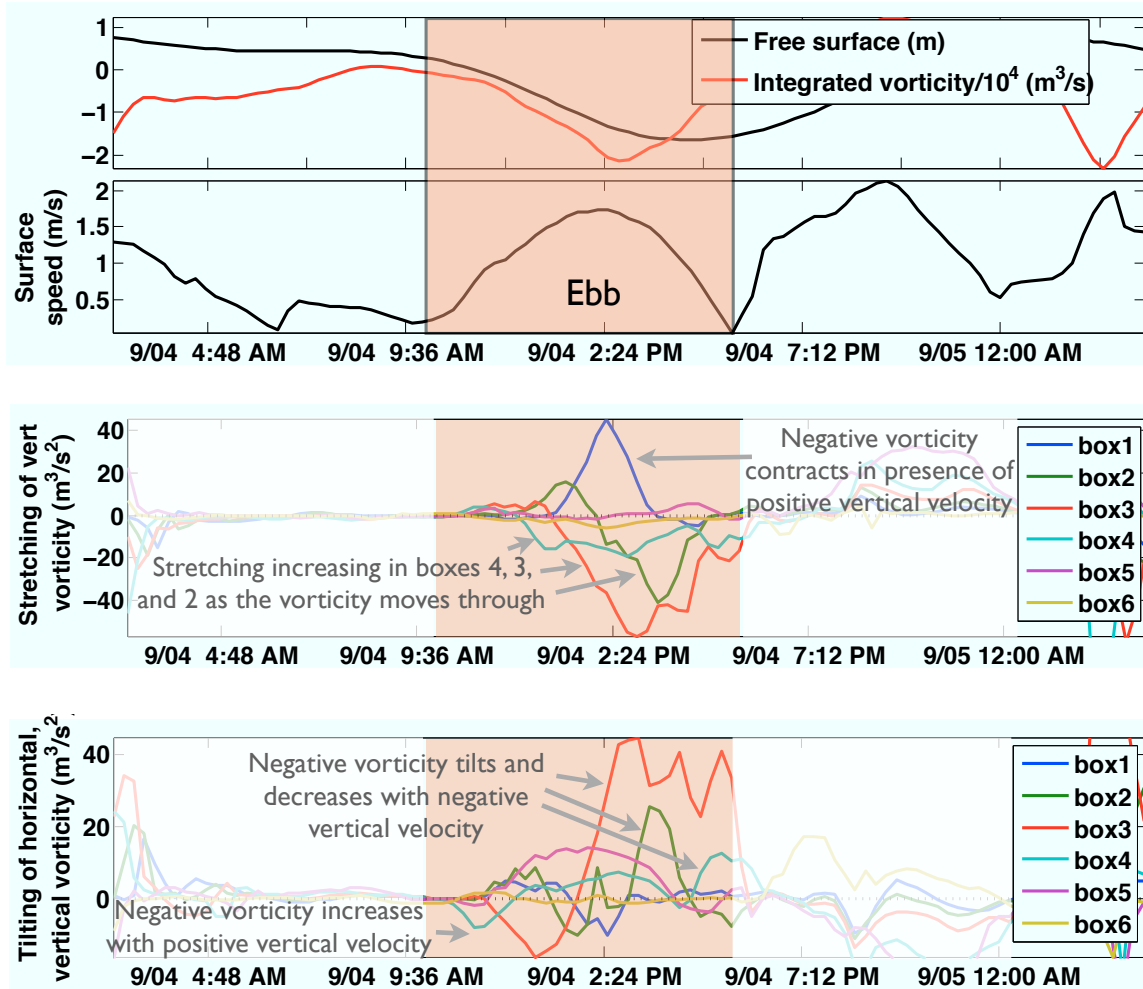 1
0
−1
−2
Free surface (m)
Integrated vorticity/10^4 (m^3/s)
Surface
speed (m/s)
2
1.5
1
0.5
Ebb
9/04 4:48 AM 9/04 9:36 AM 9/04 2:24 PM 9/04 7:12 PM 9/05 12:00 AM
Stretching of vert
vorticity (m^3/s^2)
40
20
0
−20
−40
Negative vorticity
contracts in presence of
positive vertical velocity
Stretching increasing in boxes 4, 3,
and 2 as the vorticity moves through
box1
box2
box3
box4
box5
box6
9/04 4:48 AM 9/04 9:36 AM 9/04 2:24 PM 9/04 7:12 PM 9/05 12:00 AM
Tilting of horizontal,
vertical vorticity (m^3/s^2
40
20
0
Negative vorticity tilts and
decreases with negative
vertical velocity
Negative vorticity increases
with positive vertical velocity
box1
box2
box3
box4
box5
box6
9/04 4:48 AM 9/04 9:36 AM 9/04 2:24 PM 9/04 7:12 PM 9/05 12:00 AM